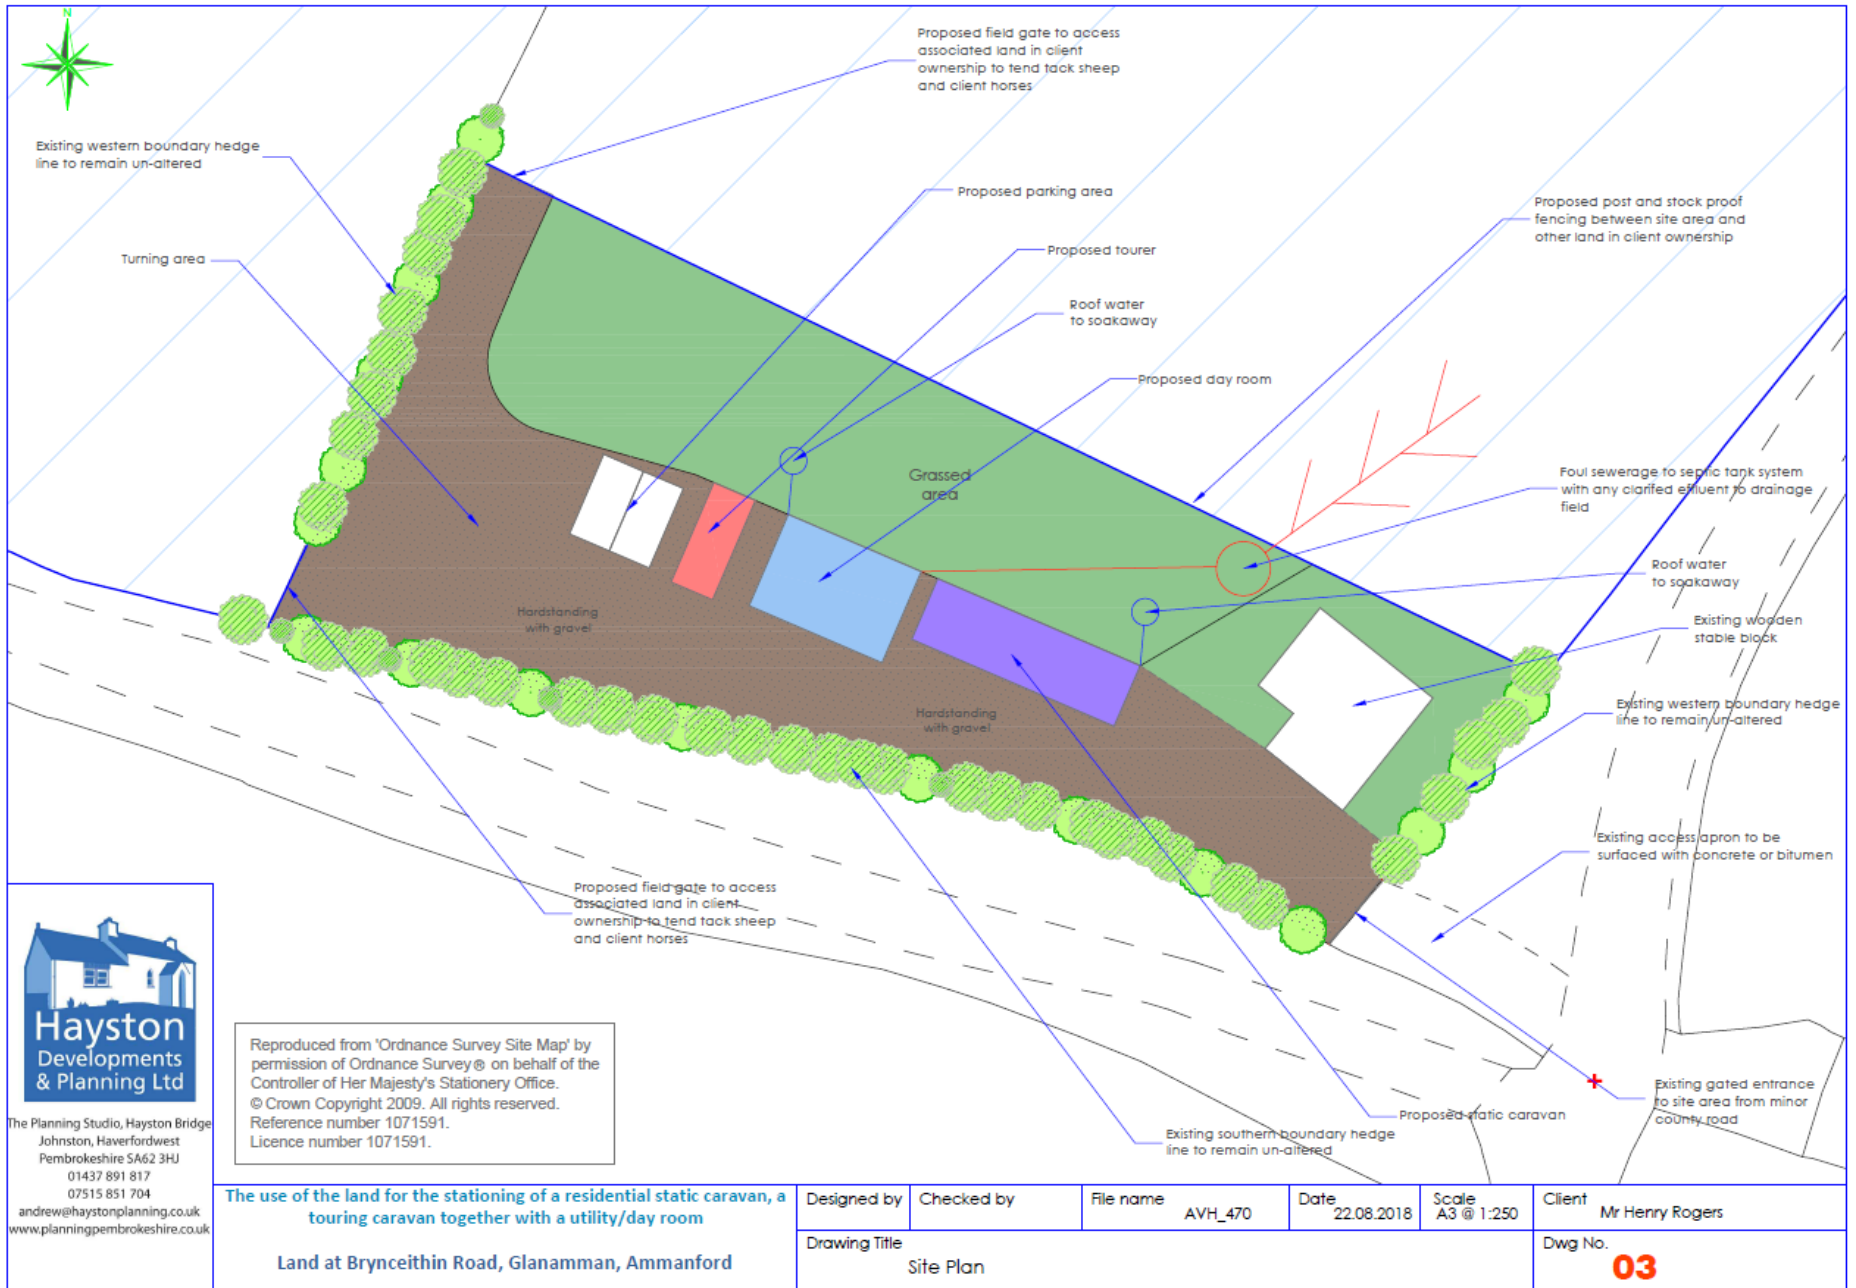 Proposed field gate to access
associated land in client
ownership to tend tack sheep
and client horses
Existing western boundary hedge
line to remain un-altered
Proposed parking area
Proposed post and stock proof
fencing between site area and
other land in client ownership
Turning area
Proposed tourer
Roof water
to soakaway
Proposed day room
Grassed
area
Foul sewerage to septic tank system
with any clarifed effluent to drainage
field
Roof water
to soakaway
Hardstanding
with gravel
Existing wooden
stable block
Hardstanding
with gravel
Existing western boundary hedge
line to remain un-altered
Existing access apron to be
surfaced with concrete or bitumen
Proposed field gate to access
associated land in client
ownership to tend tack sheep
and client horses
Existing gated entrance
to site area from minor
county road
Proposed static caravan
Existing southern boundary hedge
line to remain un-altered
Hayston
Developments
& Planning Ltd
The Planning Studio, Hayston Bridge
Johnston, Haverfordwest
Pembrokeshire SA62 3HJ
01437 891 817
07515 851 704
andrew@haystonplanning.co.uk
www.planningpembrokeshire.co.uk
Reproduced from 'Ordnance Survey Site Map' by
permission of Ordnance Survey® on behalf of the
Controller of Her Majesty's Stationery Office.
© Crown Copyright 2009. All rights reserved.
Reference number 1071591.
Licence number 1071591.
The use of the land for the stationing of a residential static caravan, a
touring caravan together with a utility/day room
Land at Brynceithin Road, Glanamman, Ammanford
Designed by
Checked by
File name
AVH_470
Date
22.08.2018
Scale
A3 @ 1:250
Client
Mr Henry Rogers
Drawing Title
Site Plan
Dwg No.
03